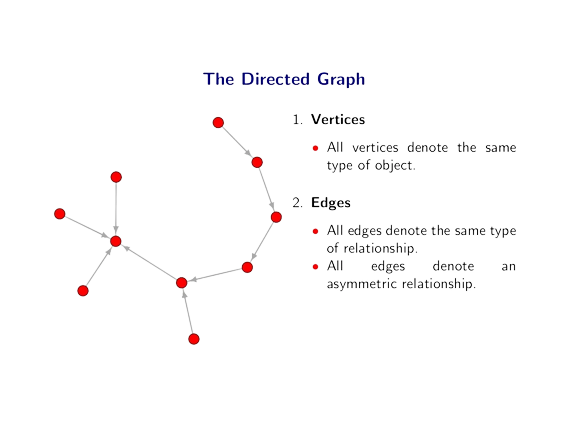 The Directed Graph
1. Vertices
• All vertices denote the same
type of object.
2. Edges
• All edges denote the same type
of relationship.
• All edges denote an
asymmetric relationship.